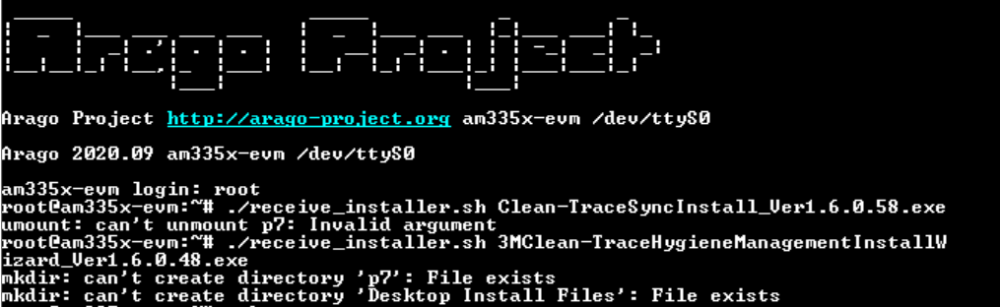 Arago Project
Arago Project http://arago-project.org am335x-evm /dev/ttyS0
Arago 2020.09 am335x-evm /dev/ttyS0
am335x-evm login: root
root@am335x-evm:~# ./receive_installer.sh Clean-TraceSyncInstall_Ver1.6.0.58.exe
umount: can't unmount p7: Invalid argument
root@am335x-evm:~# ./receive_installer.sh 3MClean-TraceHygieneManagementInstallW
izard_Ver1.6.0.48.exe
mkdir: can't create directory 'p7': File exists
mkdir: can't create directory 'Desktop Install Files': File exists